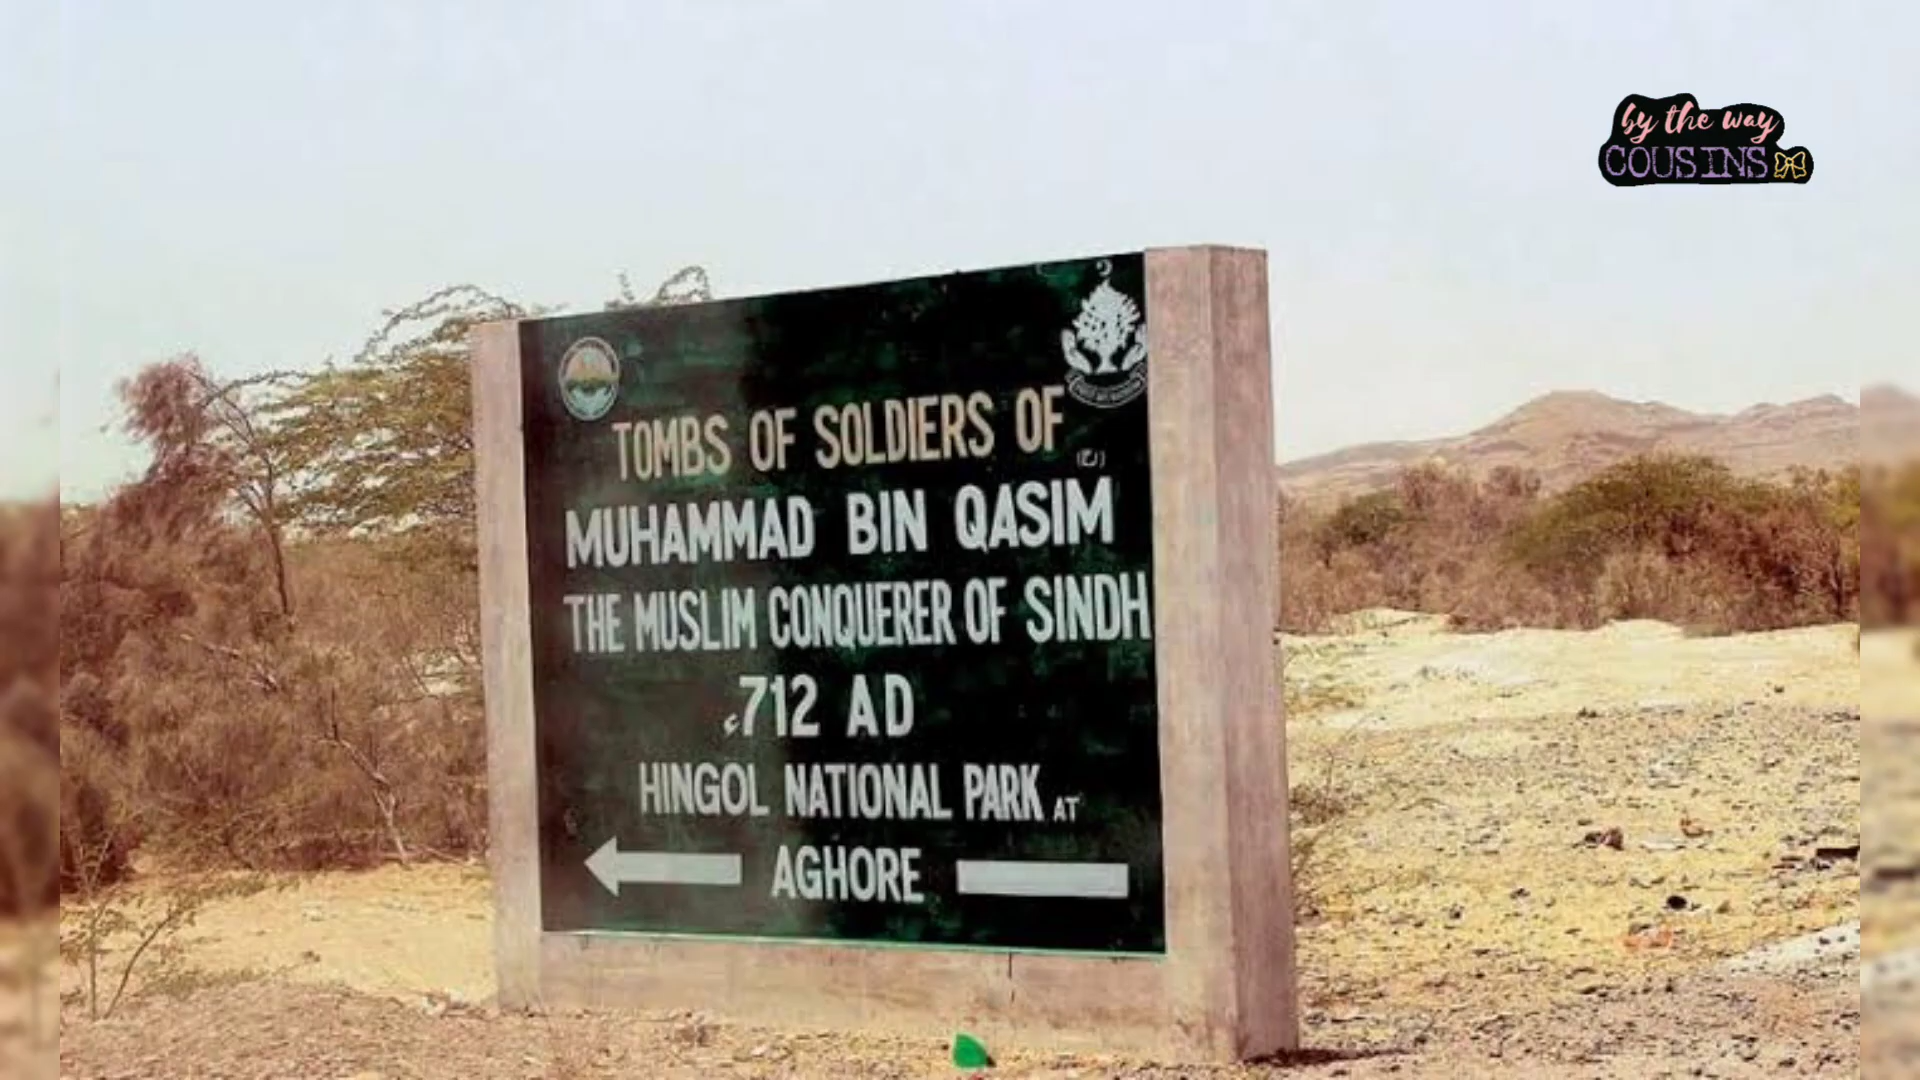 by the way
COUSINS
TOMBS OF SOLDIERS OF
MUHAMMAD BIN QASIM
THE MUSLIM CONQUERER OF SINDH
712 AD
HINGOL NATIONAL PARK AT
AGHORE